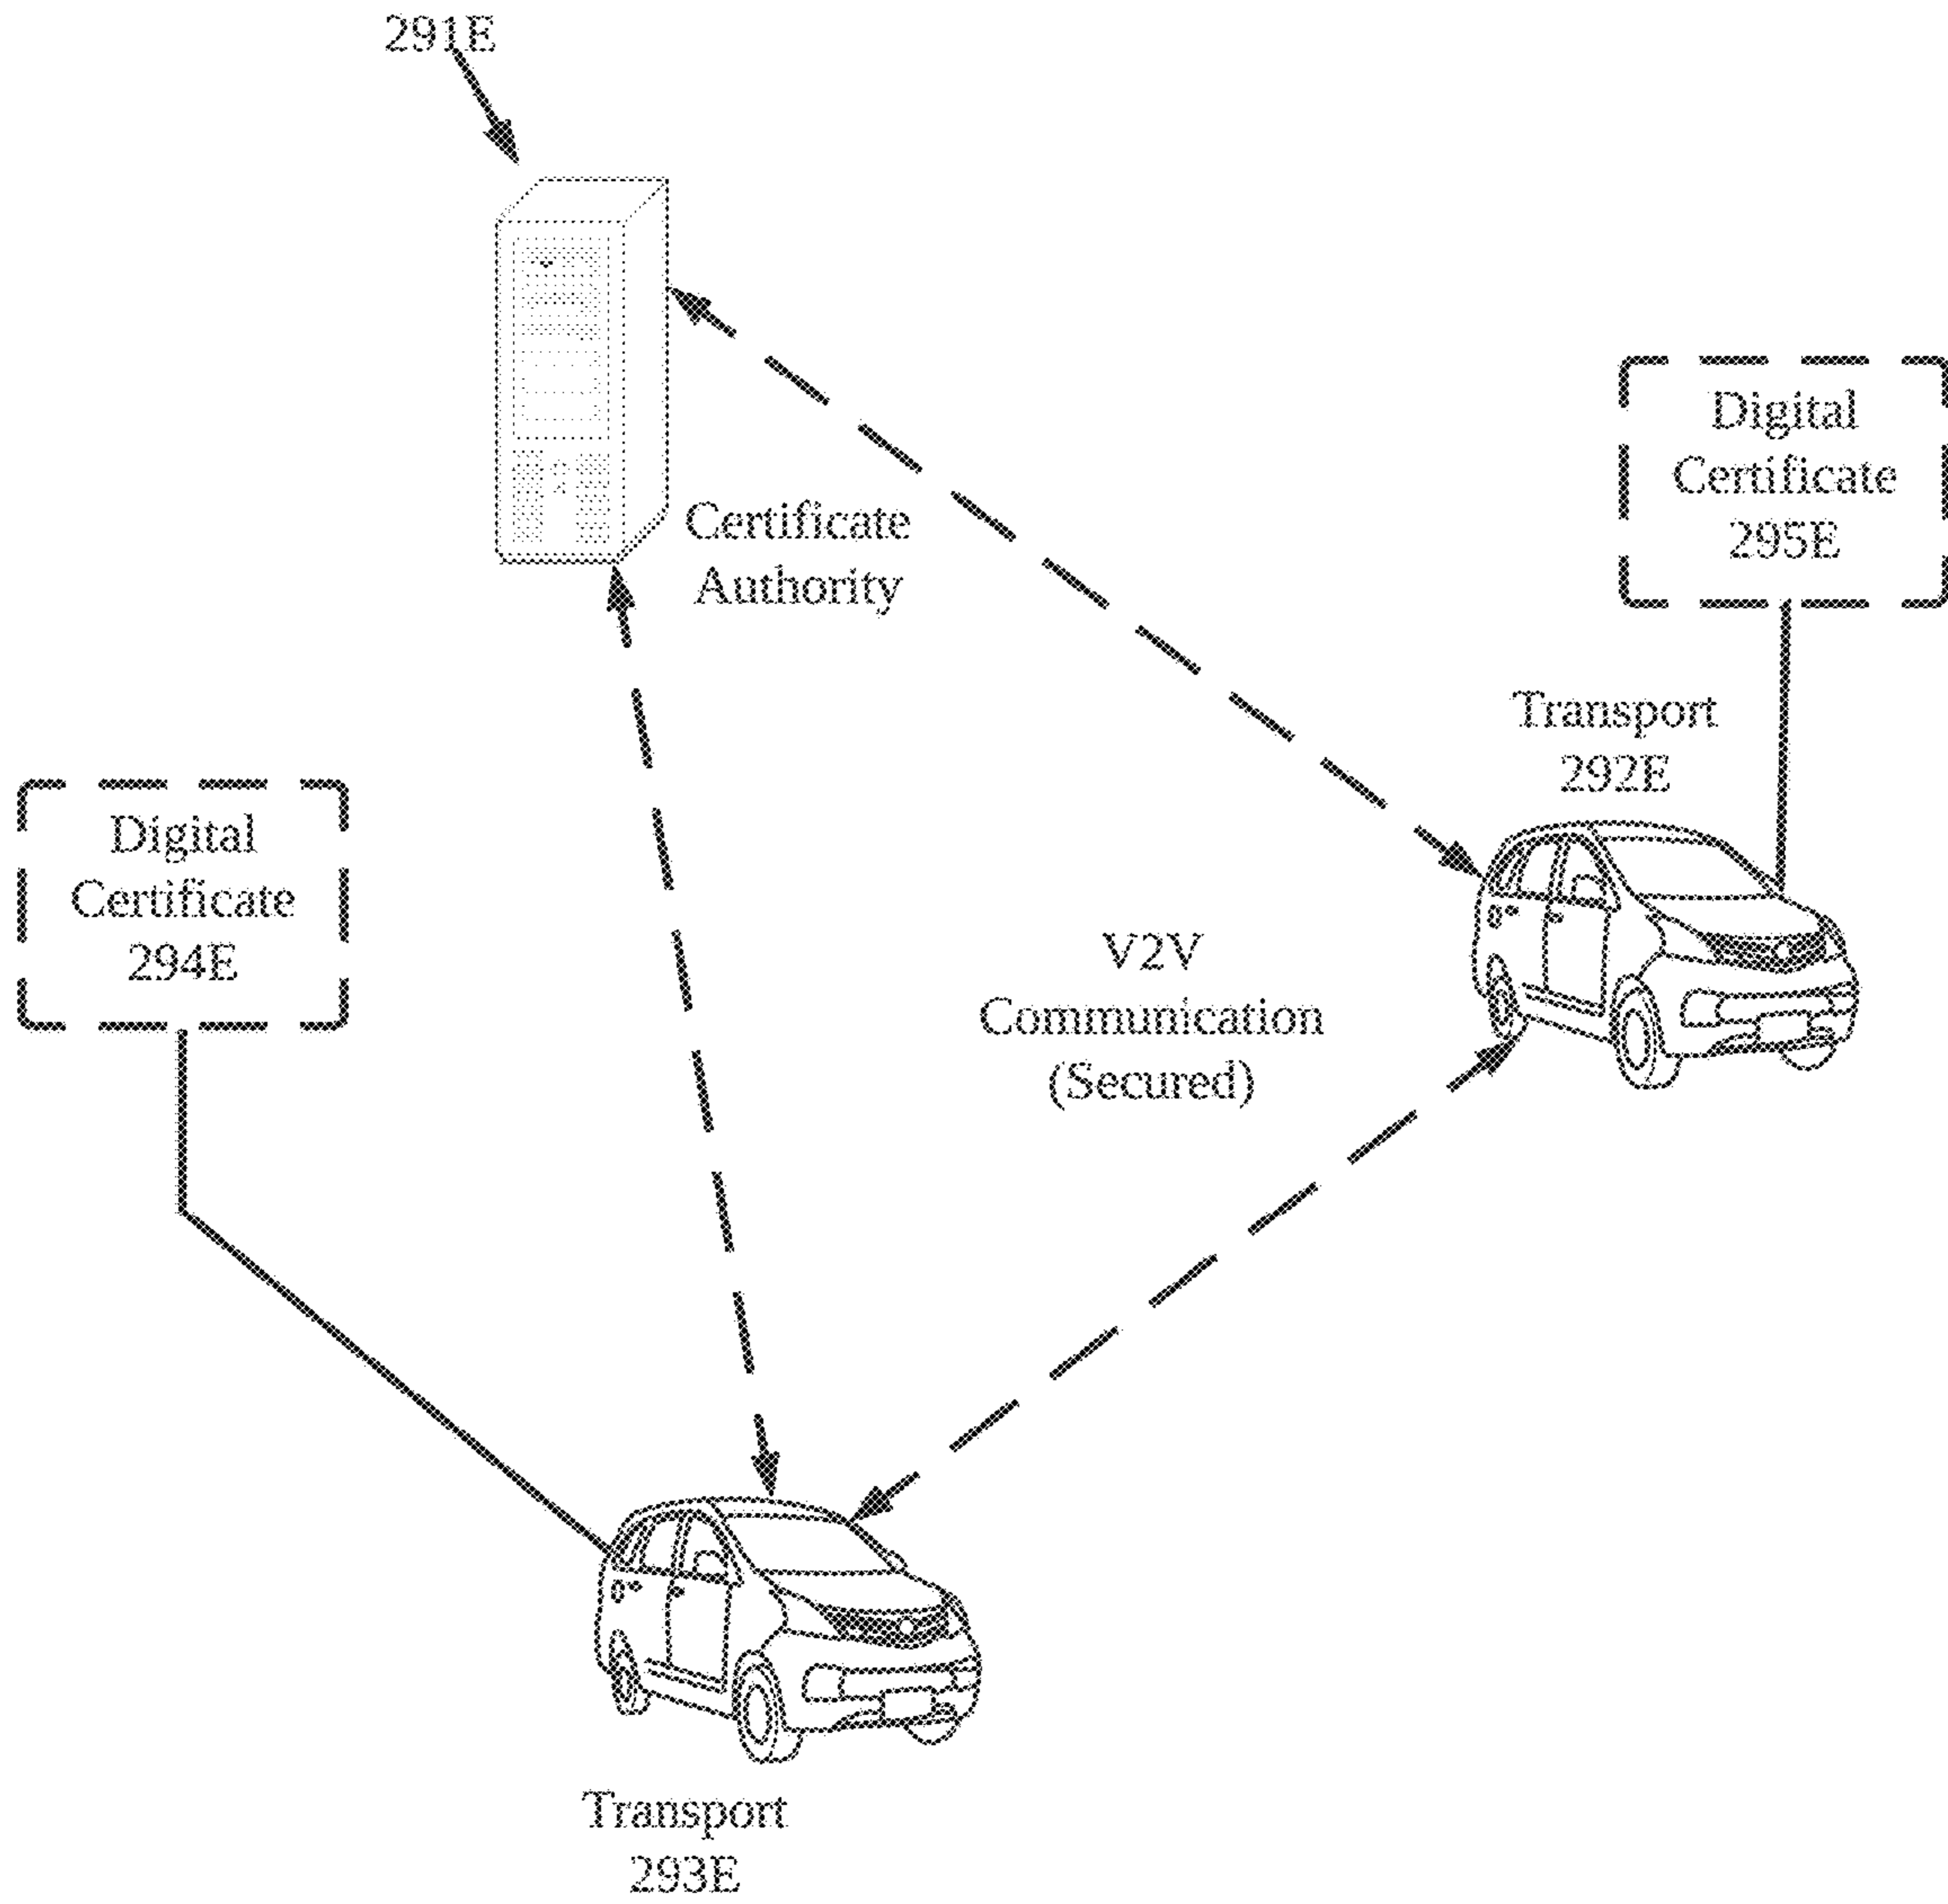 291E
Certificate
Authority
Digital
Certificate
295E
Transport
292E
Digital
Certificate
294E
V2V
Communication
(Secured)
Transport
293E